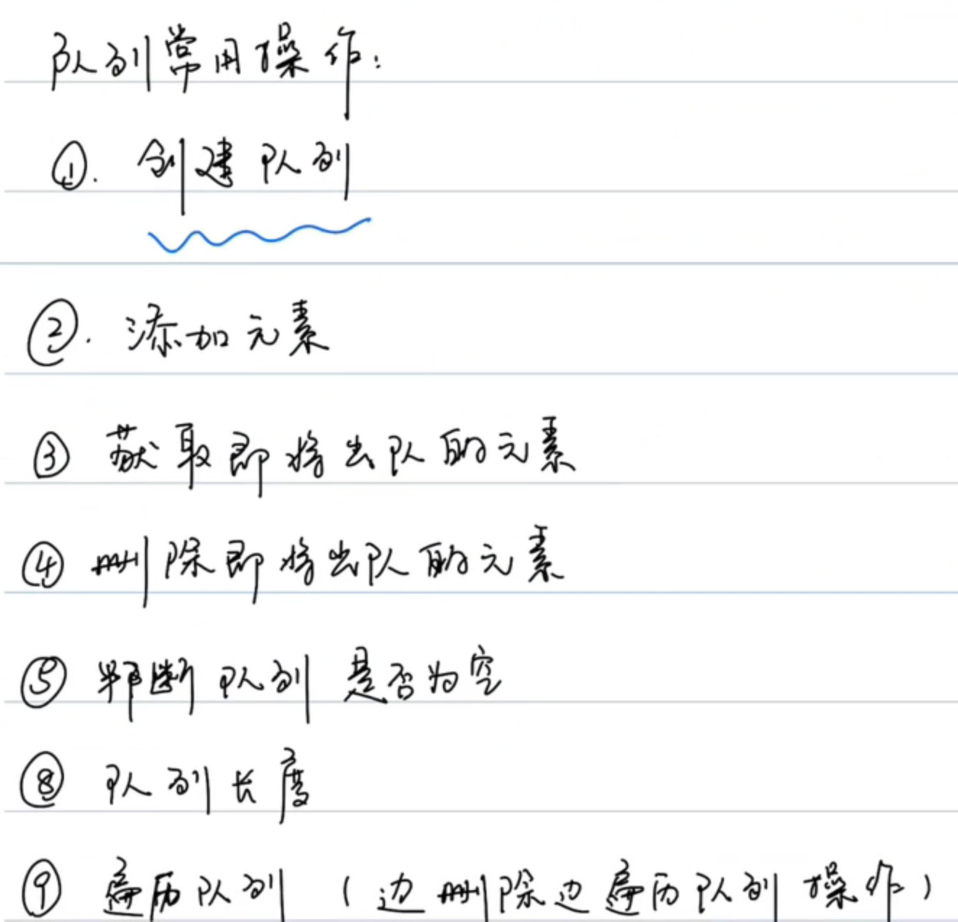 队列常用操作:
①. 创建队列
②. 添加元素
③ 获取即将出队的元素
④ 删除即将出队的元素
⑤ 判断队列是否为空
⑧ 队列长度
⑨ 遍历队列 (边删除边遍历队列操作)